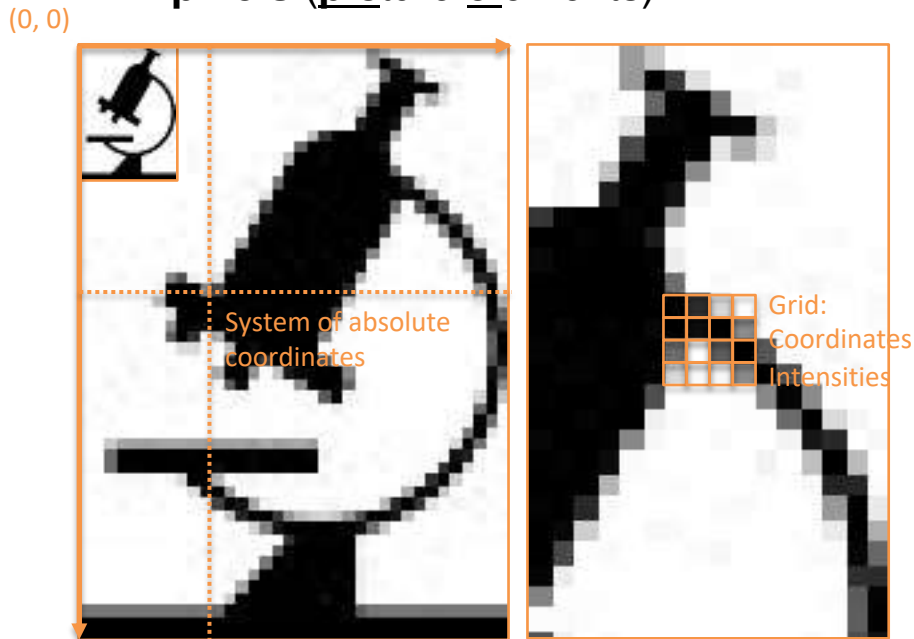 (0, 0)
System of absolute
coordinates
Grid:
Coordinates
Intensities